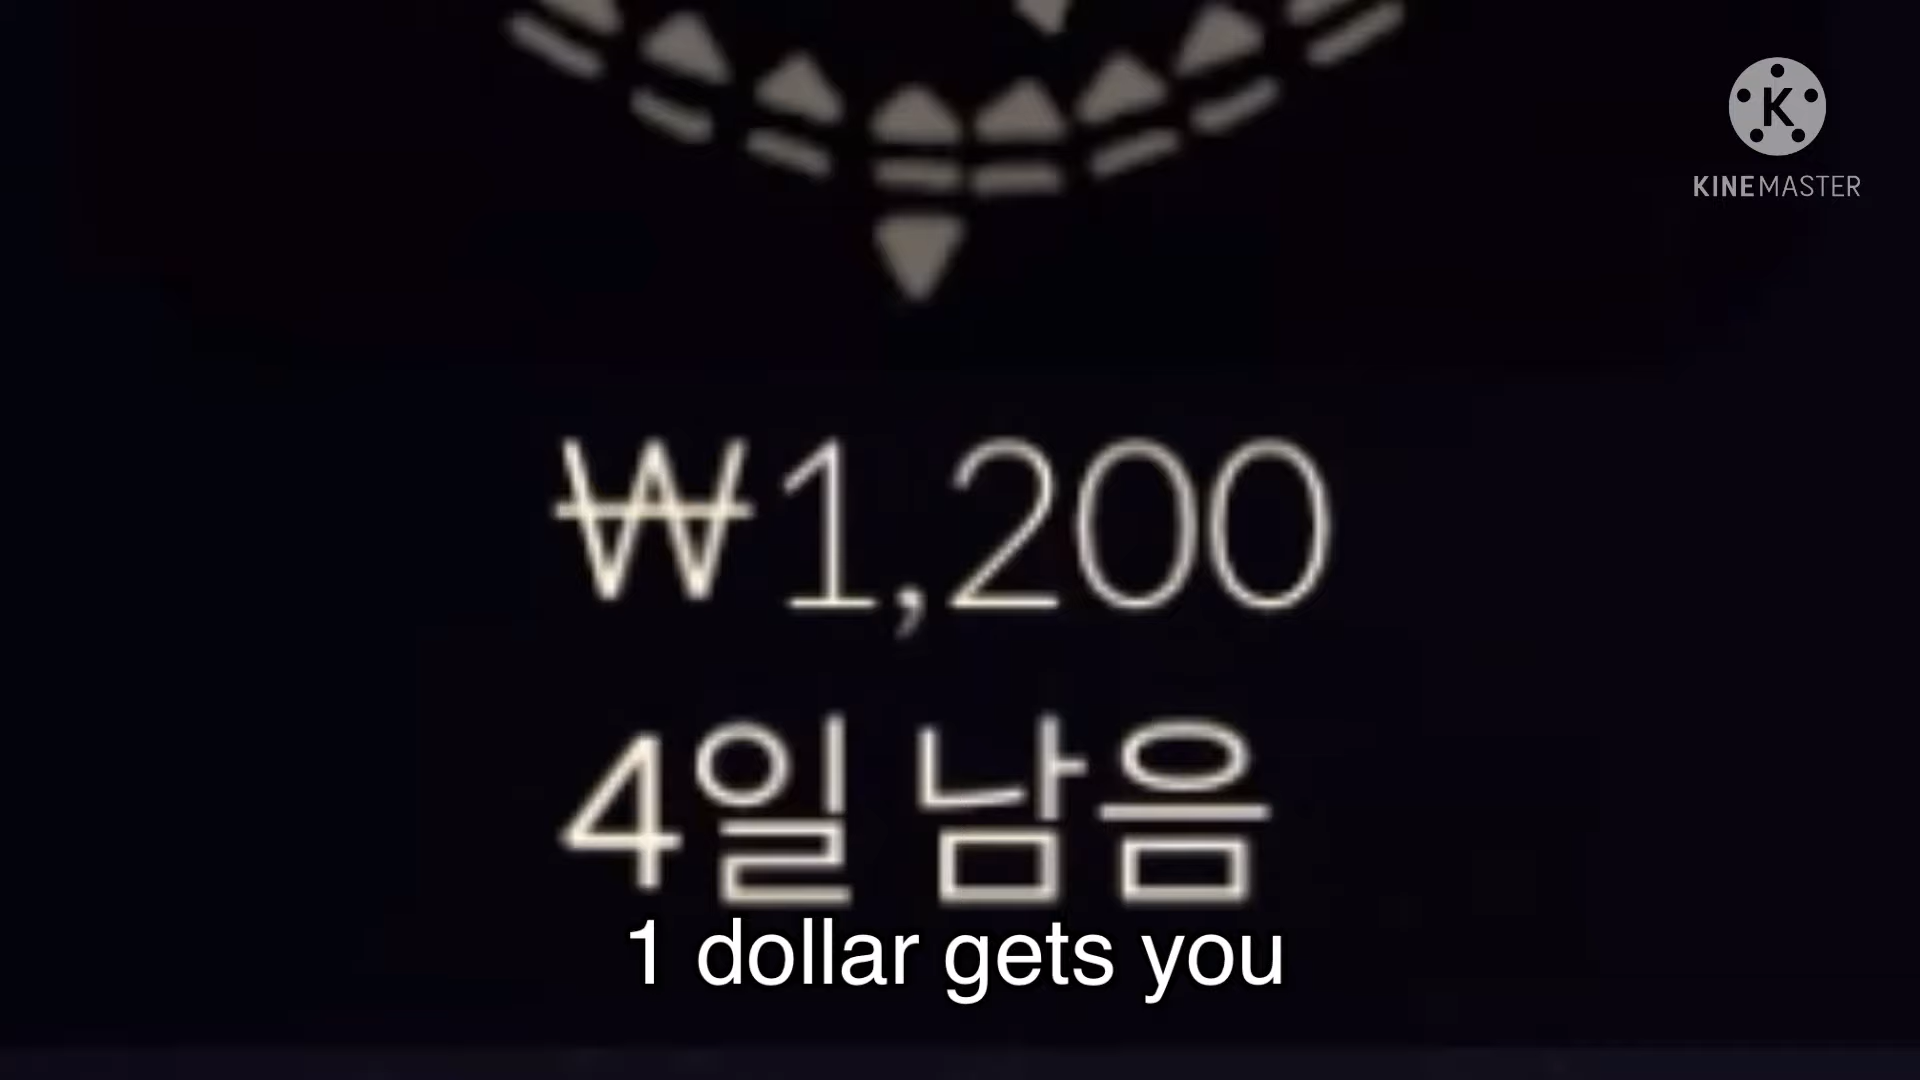 K
KINEMASTER
₩1,200
4일 남음
1 dollar gets you